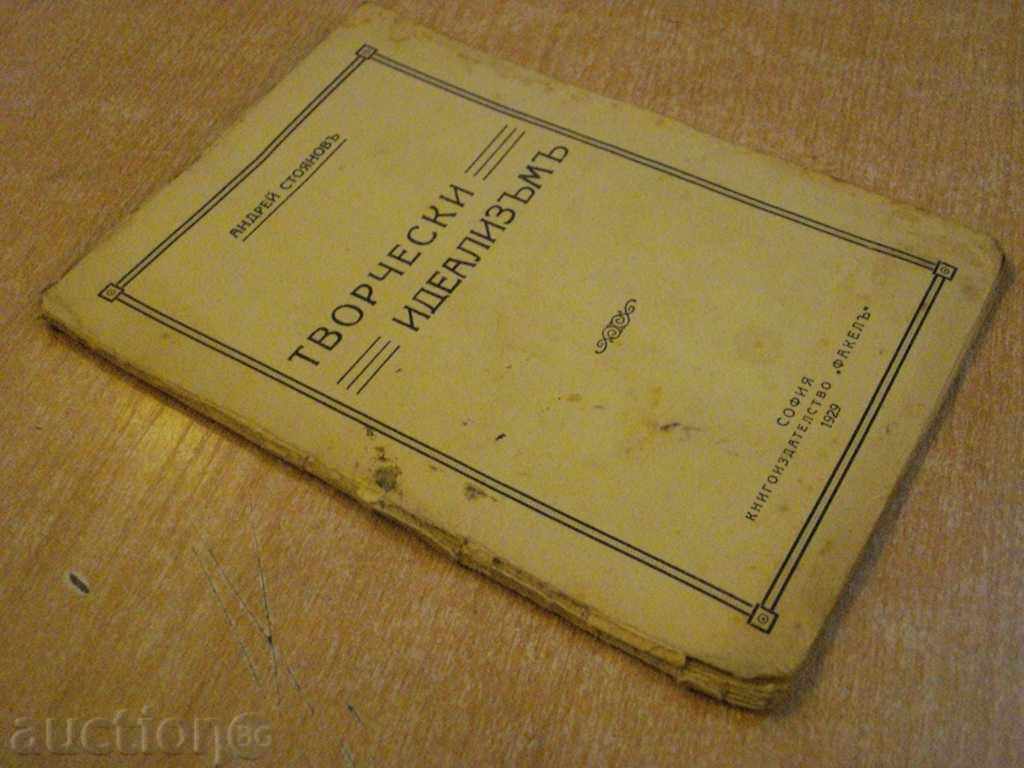 АНДРЕЙ СТОЯНОВЪ
ТВОРЧЕСКИ
ИДЕАЛИЗЪМЪ
СОФИЯ
КНИГОИЗДАТЕЛСТВО „ФАКЕЛЪ"
1929
auction BG